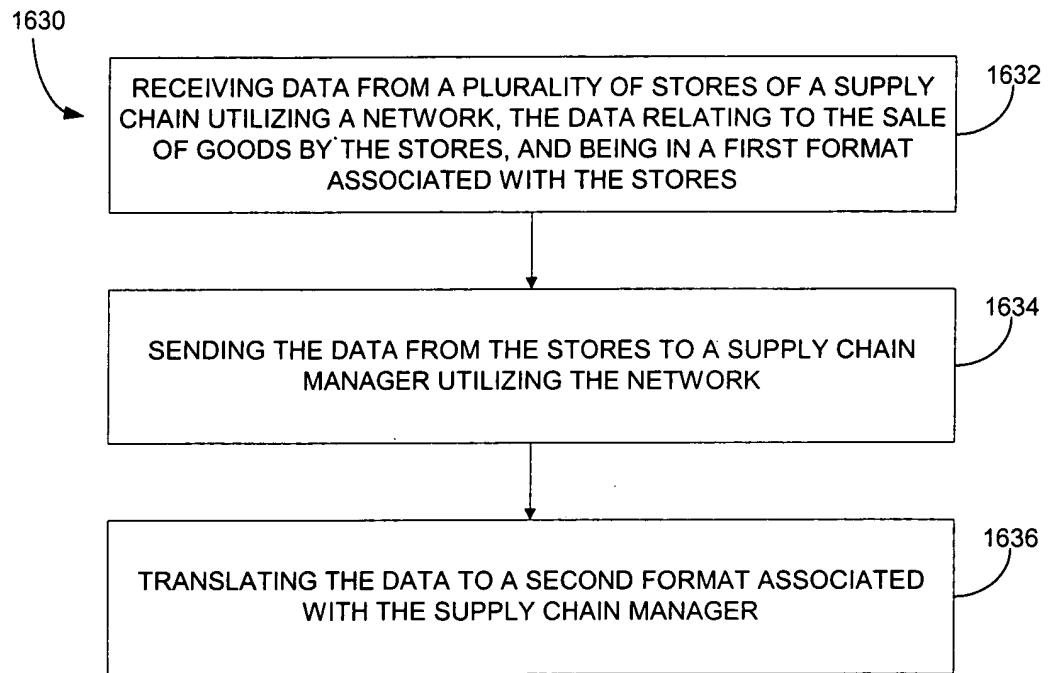 1630
RECEIVING DATA FROM A PLURALITY OF STORES OF A SUPPLY
CHAIN UTILIZING A NETWORK, THE DATA RELATING TO THE SALE
OF GOODS BY THE STORES, AND BEING IN A FIRST FORMAT
ASSOCIATED WITH THE STORES
1632
SENDING THE DATA FROM THE STORES TO A SUPPLY CHAIN
MANAGER UTILIZING THE NETWORK
1634
TRANSLATING THE DATA TO A SECOND FORMAT ASSOCIATED
WITH THE SUPPLY CHAIN MANAGER
1636